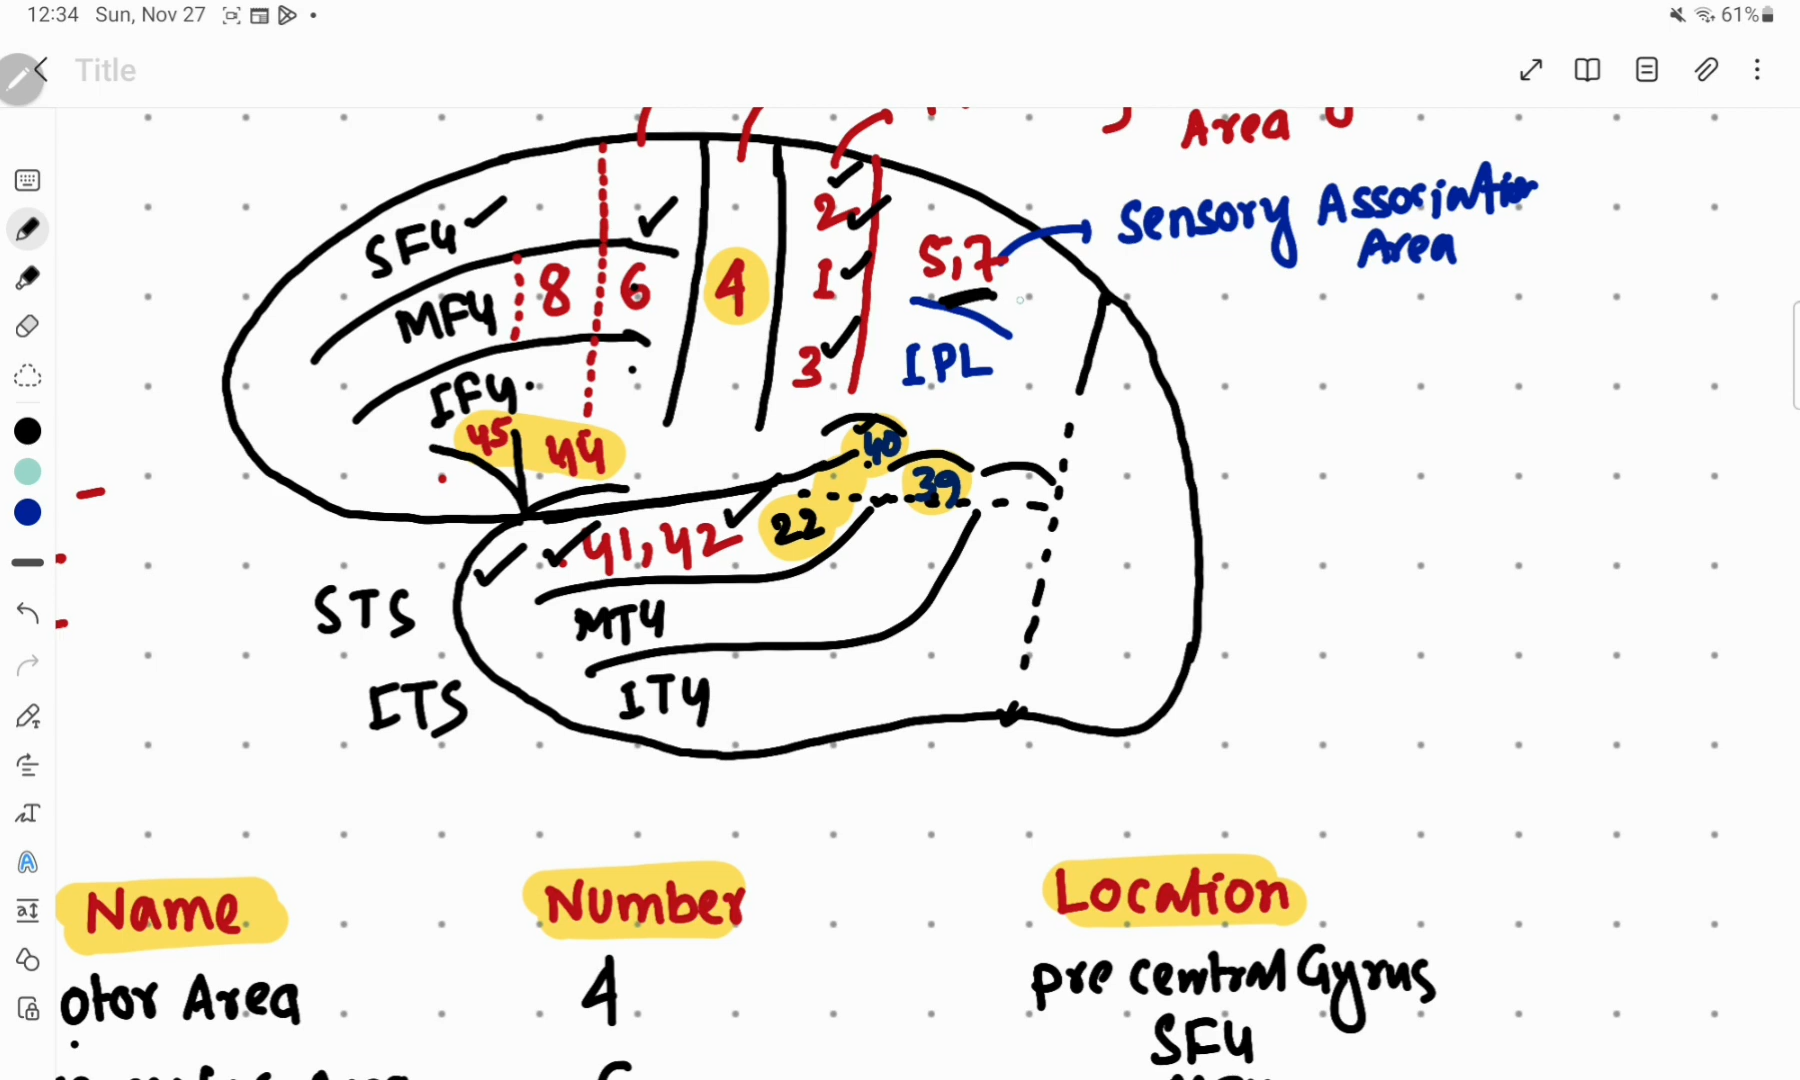 12:34 Sun, Nov 27
61%
Title
Area
Sensory Association
Area
SFG
2
5,7
1
8 6 4
MFG
3
IPL
IFG
45 44
40
39
22
41,42
STS
MTG
ITS
ITG
Name Number Location
otor Area 4 pre central Gyrus
SFG